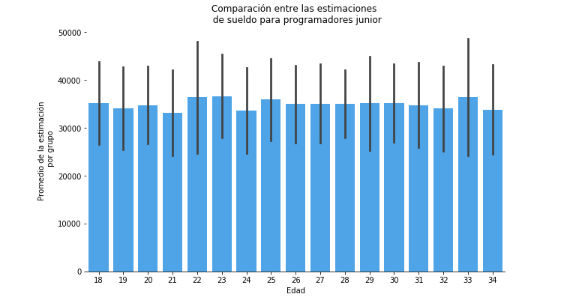 Comparación entre las estimaciones
de sueldo para programadores junior
50000
40000
30000
20000
10000
0
Promedio de la estimación
por grupo
18 19 20 21 22 23 24 25 26 27 28 29 30 31 32 33 34
Edad